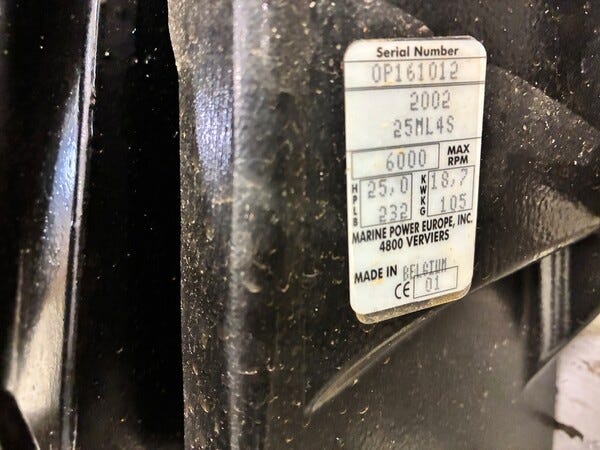 Serial Number
0P161012
2002
25ML4S
6000 MAX RPM
HP 25,0 KW 18,7
LB 232 KG 105
MARINE POWER EUROPE, INC.
4800 VERVIERS
MADE IN BELGIUM
CE 01